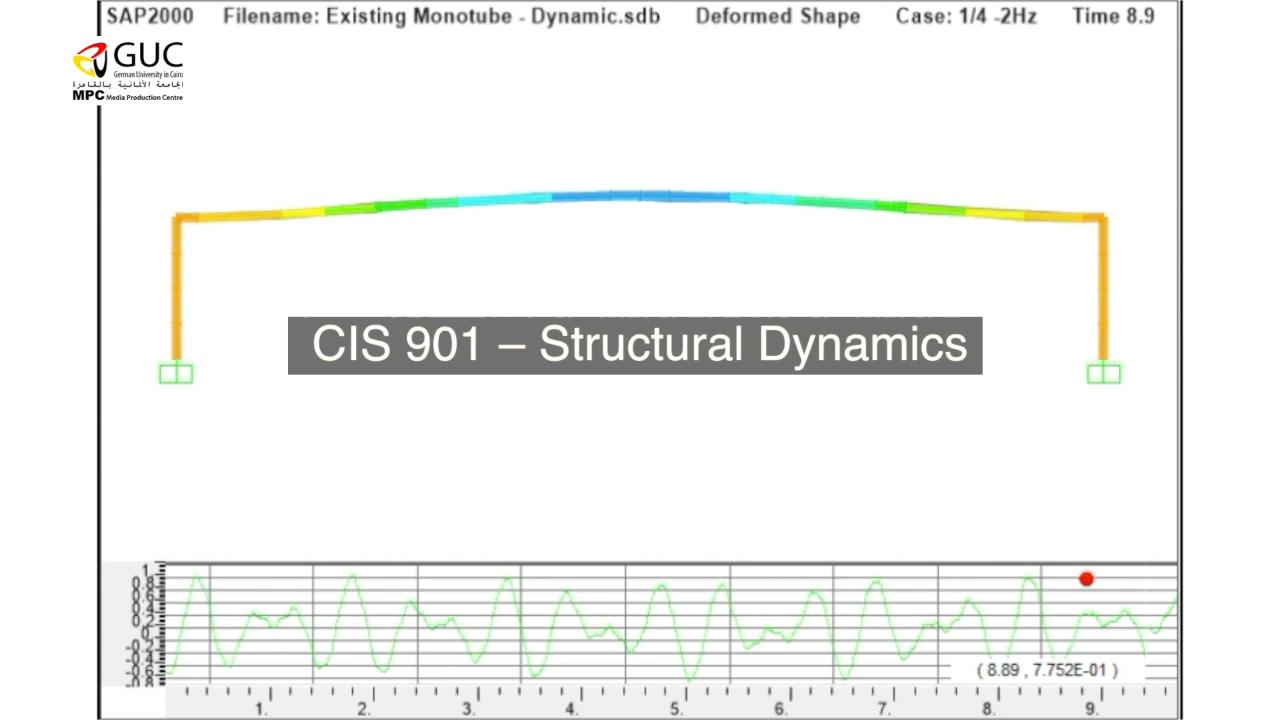 SAP2000 Filename: Existing Monotube - Dynamic.sdb Deformed Shape Case: 1/4 -2Hz Time 8.9
GUC
German University in Cairo
الجامعة الألمانية بالقاهرة
MPC Media Production Centre
CIS 901 – Structural Dynamics
1.
0.8
0.6
0.4
0.2
0.
-0.2
-0.4
-0.6
-0.8
( 8.89 , 7.752E-01 )
1. 2. 3. 4. 5. 6. 7. 8. 9.